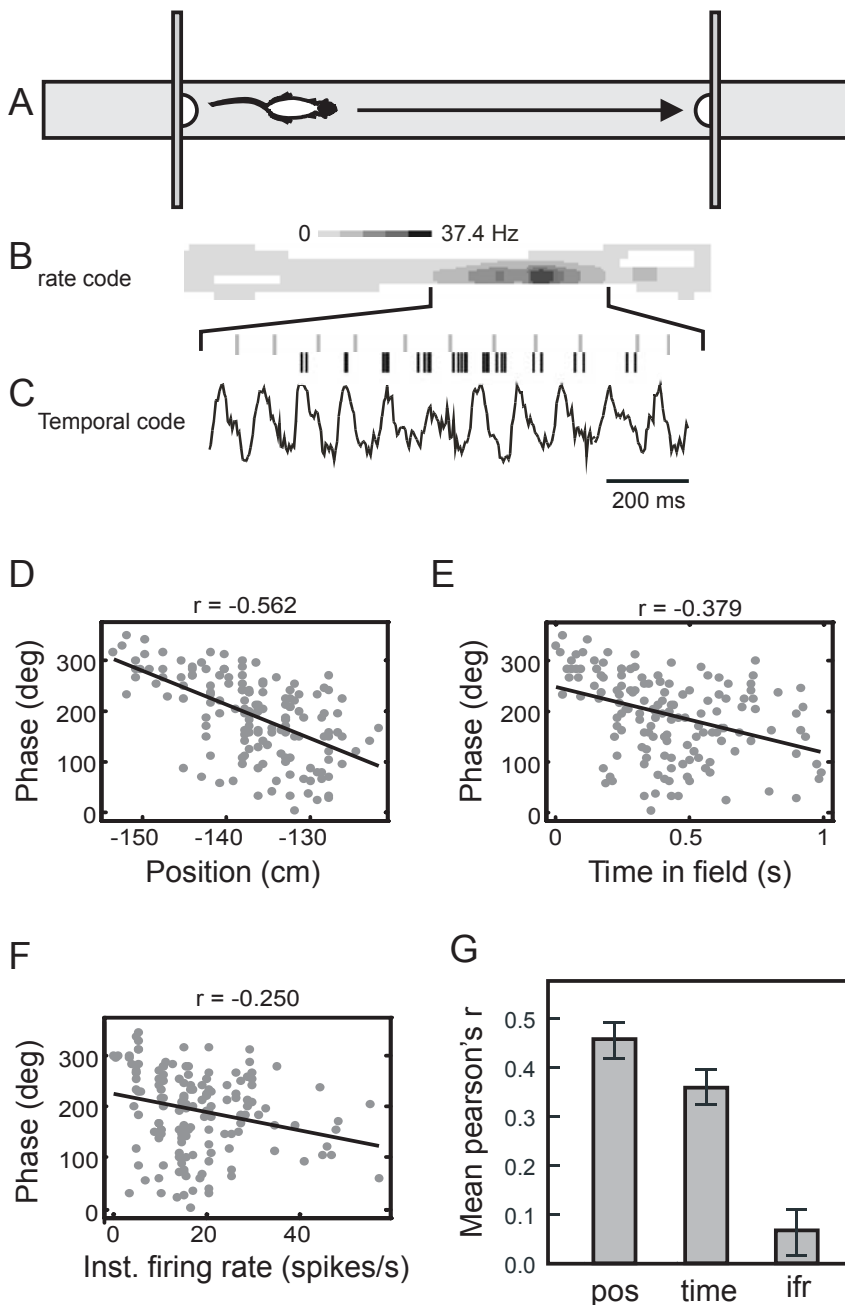 A
0 37.4 Hz
B
rate code
C
Temporal code
200 ms
D
r = -0.562
Phase (deg)
300
200
100
0
-150 -140 -130
Position (cm)
E
r = -0.379
Phase (deg)
300
200
100
0
0 0.5 1
Time in field (s)
F
r = -0.250
Phase (deg)
300
200
100
0
0 20 40
Inst. firing rate (spikes/s)
G
Mean pearson's r
0.5
0.4
0.3
0.2
0.1
0.0
pos time ifr